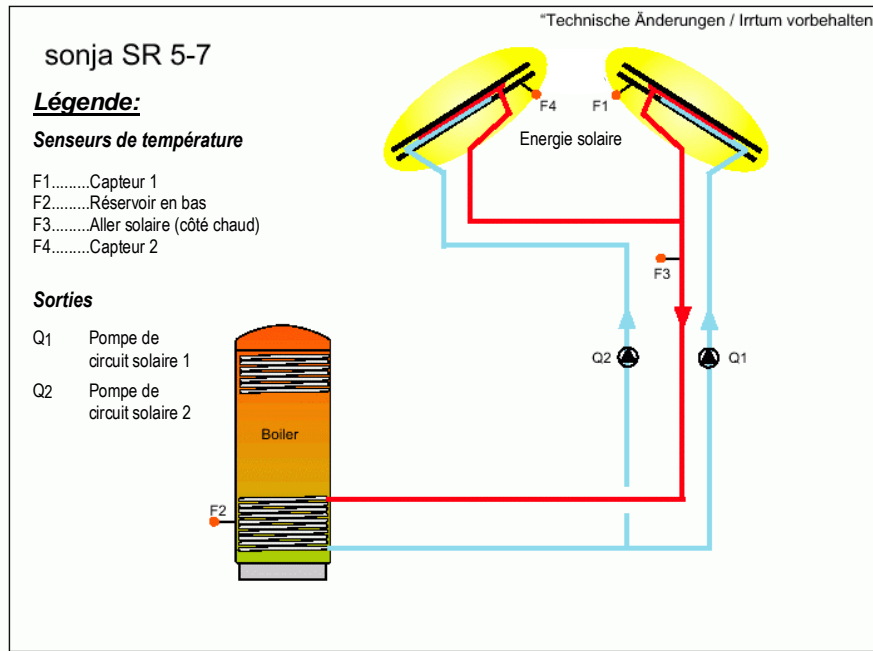 "Technische Änderungen / Irrtum vorbehalten
sonja SR 5-7
Légende:
Senseurs de température
F1.........Capteur 1
F2.........Réservoir en bas
F3.........Aller solaire (côté chaud)
F4.........Capteur 2
Sorties
Q1 Pompe de
circuit solaire 1
Q2 Pompe de
circuit solaire 2
F4
F1
Energie solaire
F3
Q2
Q1
Boiler
F2